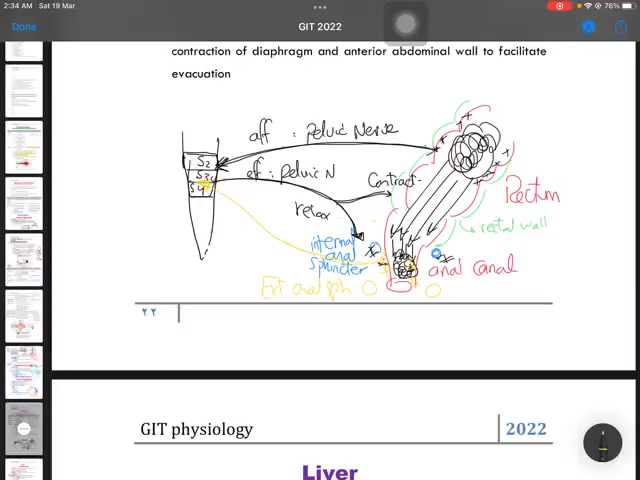 2:34 AM Sat 19 Mar
76%
Done
GIT 2022
contraction of diaphragm and anterior abdominal wall to facilitate
evacuation
aff : pelvic Nerve
S2
S3
S4
ef : pelvic N
Contract
Rectum
relax
rectal wall
internal
anal
sphincter
anal canal
Ext anal sph
٢٢
GIT physiology
2022
Liver